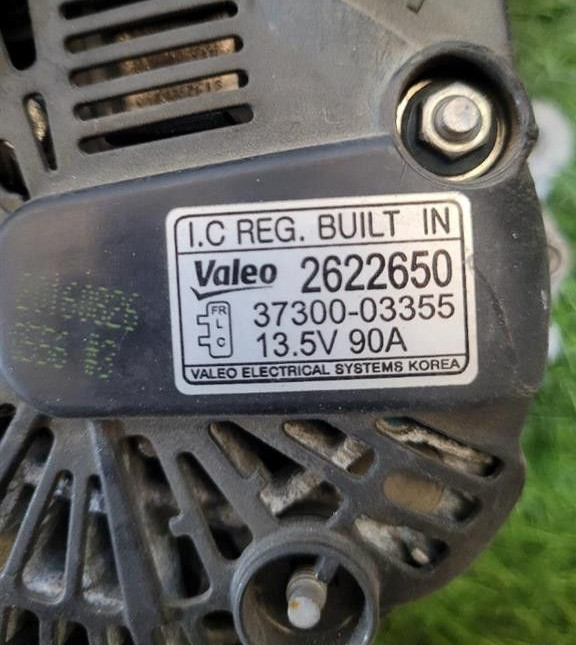 I.C REG. BUILT IN
Valeo 2622650
FR 37300-03355
L
C 13.5V 90A
VALEO ELECTRICAL SYSTEMS KOREA